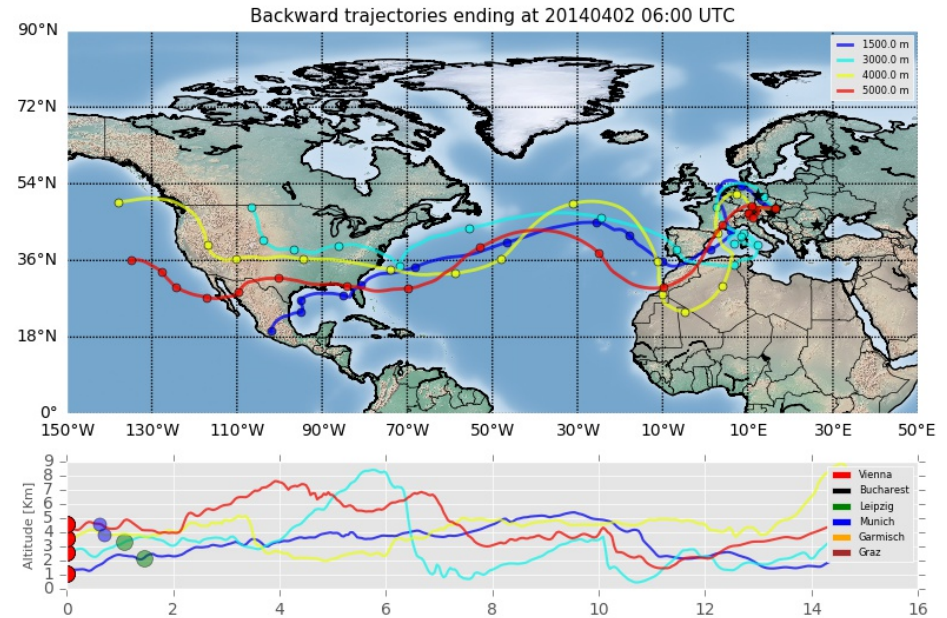 Backward trajectories ending at 20140402 06:00 UTC
90°N
72°N
54°N
36°N
18°N
0°
1500.0 m
3000.0 m
4000.0 m
5000.0 m
150°W 130°W 110°W 90°W 70°W 50°W 30°W 10°W 10°E 30°E 50°E
Altitude [Km]
9
8
7
6
5
4
3
2
1
0
Vienna
Bucharest
Leipzig
Munich
Garmisch
Graz
0 2 4 6 8 10 12 14 16